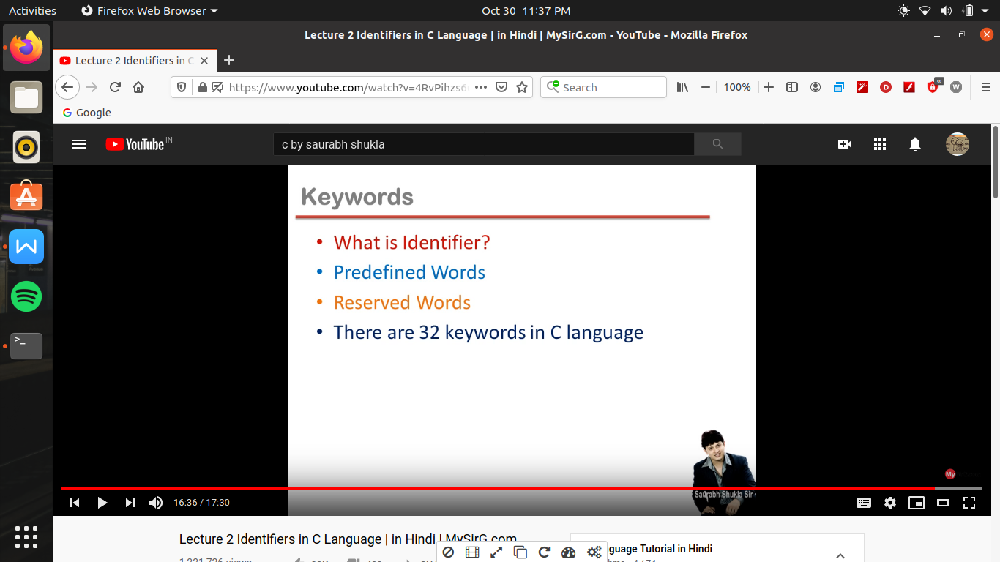 Activities
Firefox Web Browser
Oct 30 11:37 PM
Lecture 2 Identifiers in C Language | in Hindi | MySirG.com - YouTube - Mozilla Firefox
Lecture 2 Identifiers in C
https://www.youtube.com/watch?v=4RvPihzs6
Search
100%
Google
YouTube IN
c by saurabh shukla
Keywords
• What is Identifier?
• Predefined Words
• Reserved Words
• There are 32 keywords in C language
My
Saurabh Shukla Sir
16:36 / 17:30
Lecture 2 Identifiers in C Language | in Hindi | MySirG.com
nguage Tutorial in Hindi
1,221,726 views